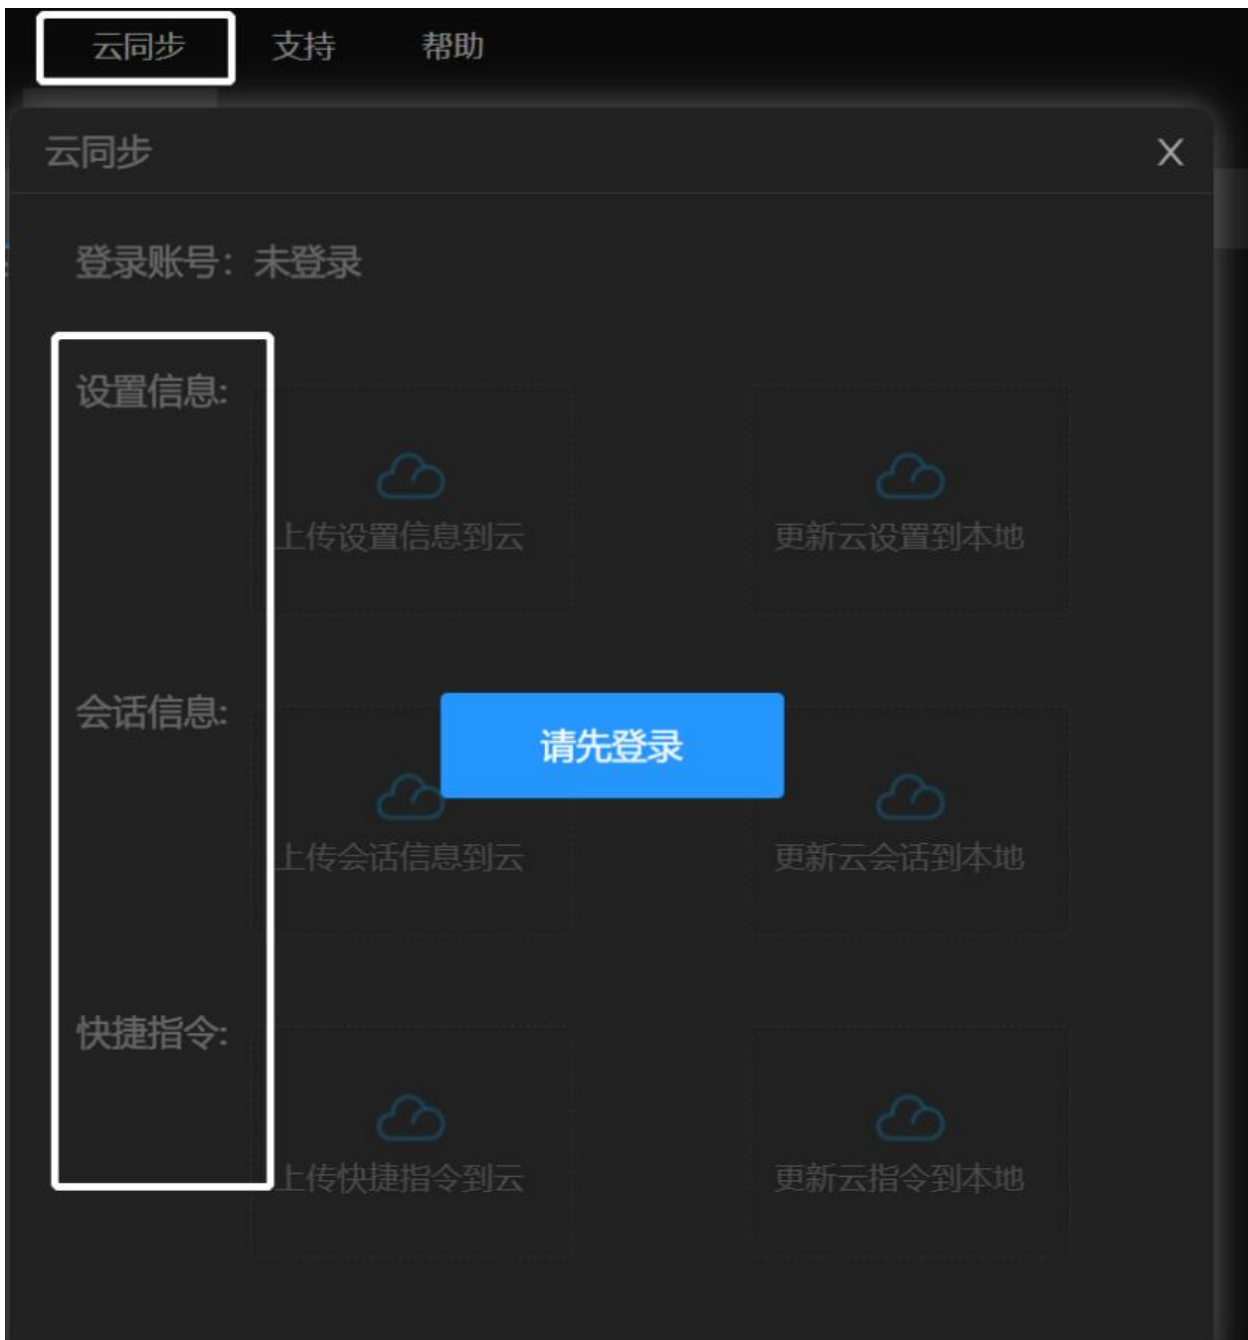 云同步 支持 帮助
云同步 X
登录账号：未登录
设置信息:
上传设置信息到云 更新云设置到本地
会话信息:
请先登录
上传会话信息到云 更新云会话到本地
快捷指令:
上传快捷指令到云 更新云指令到本地